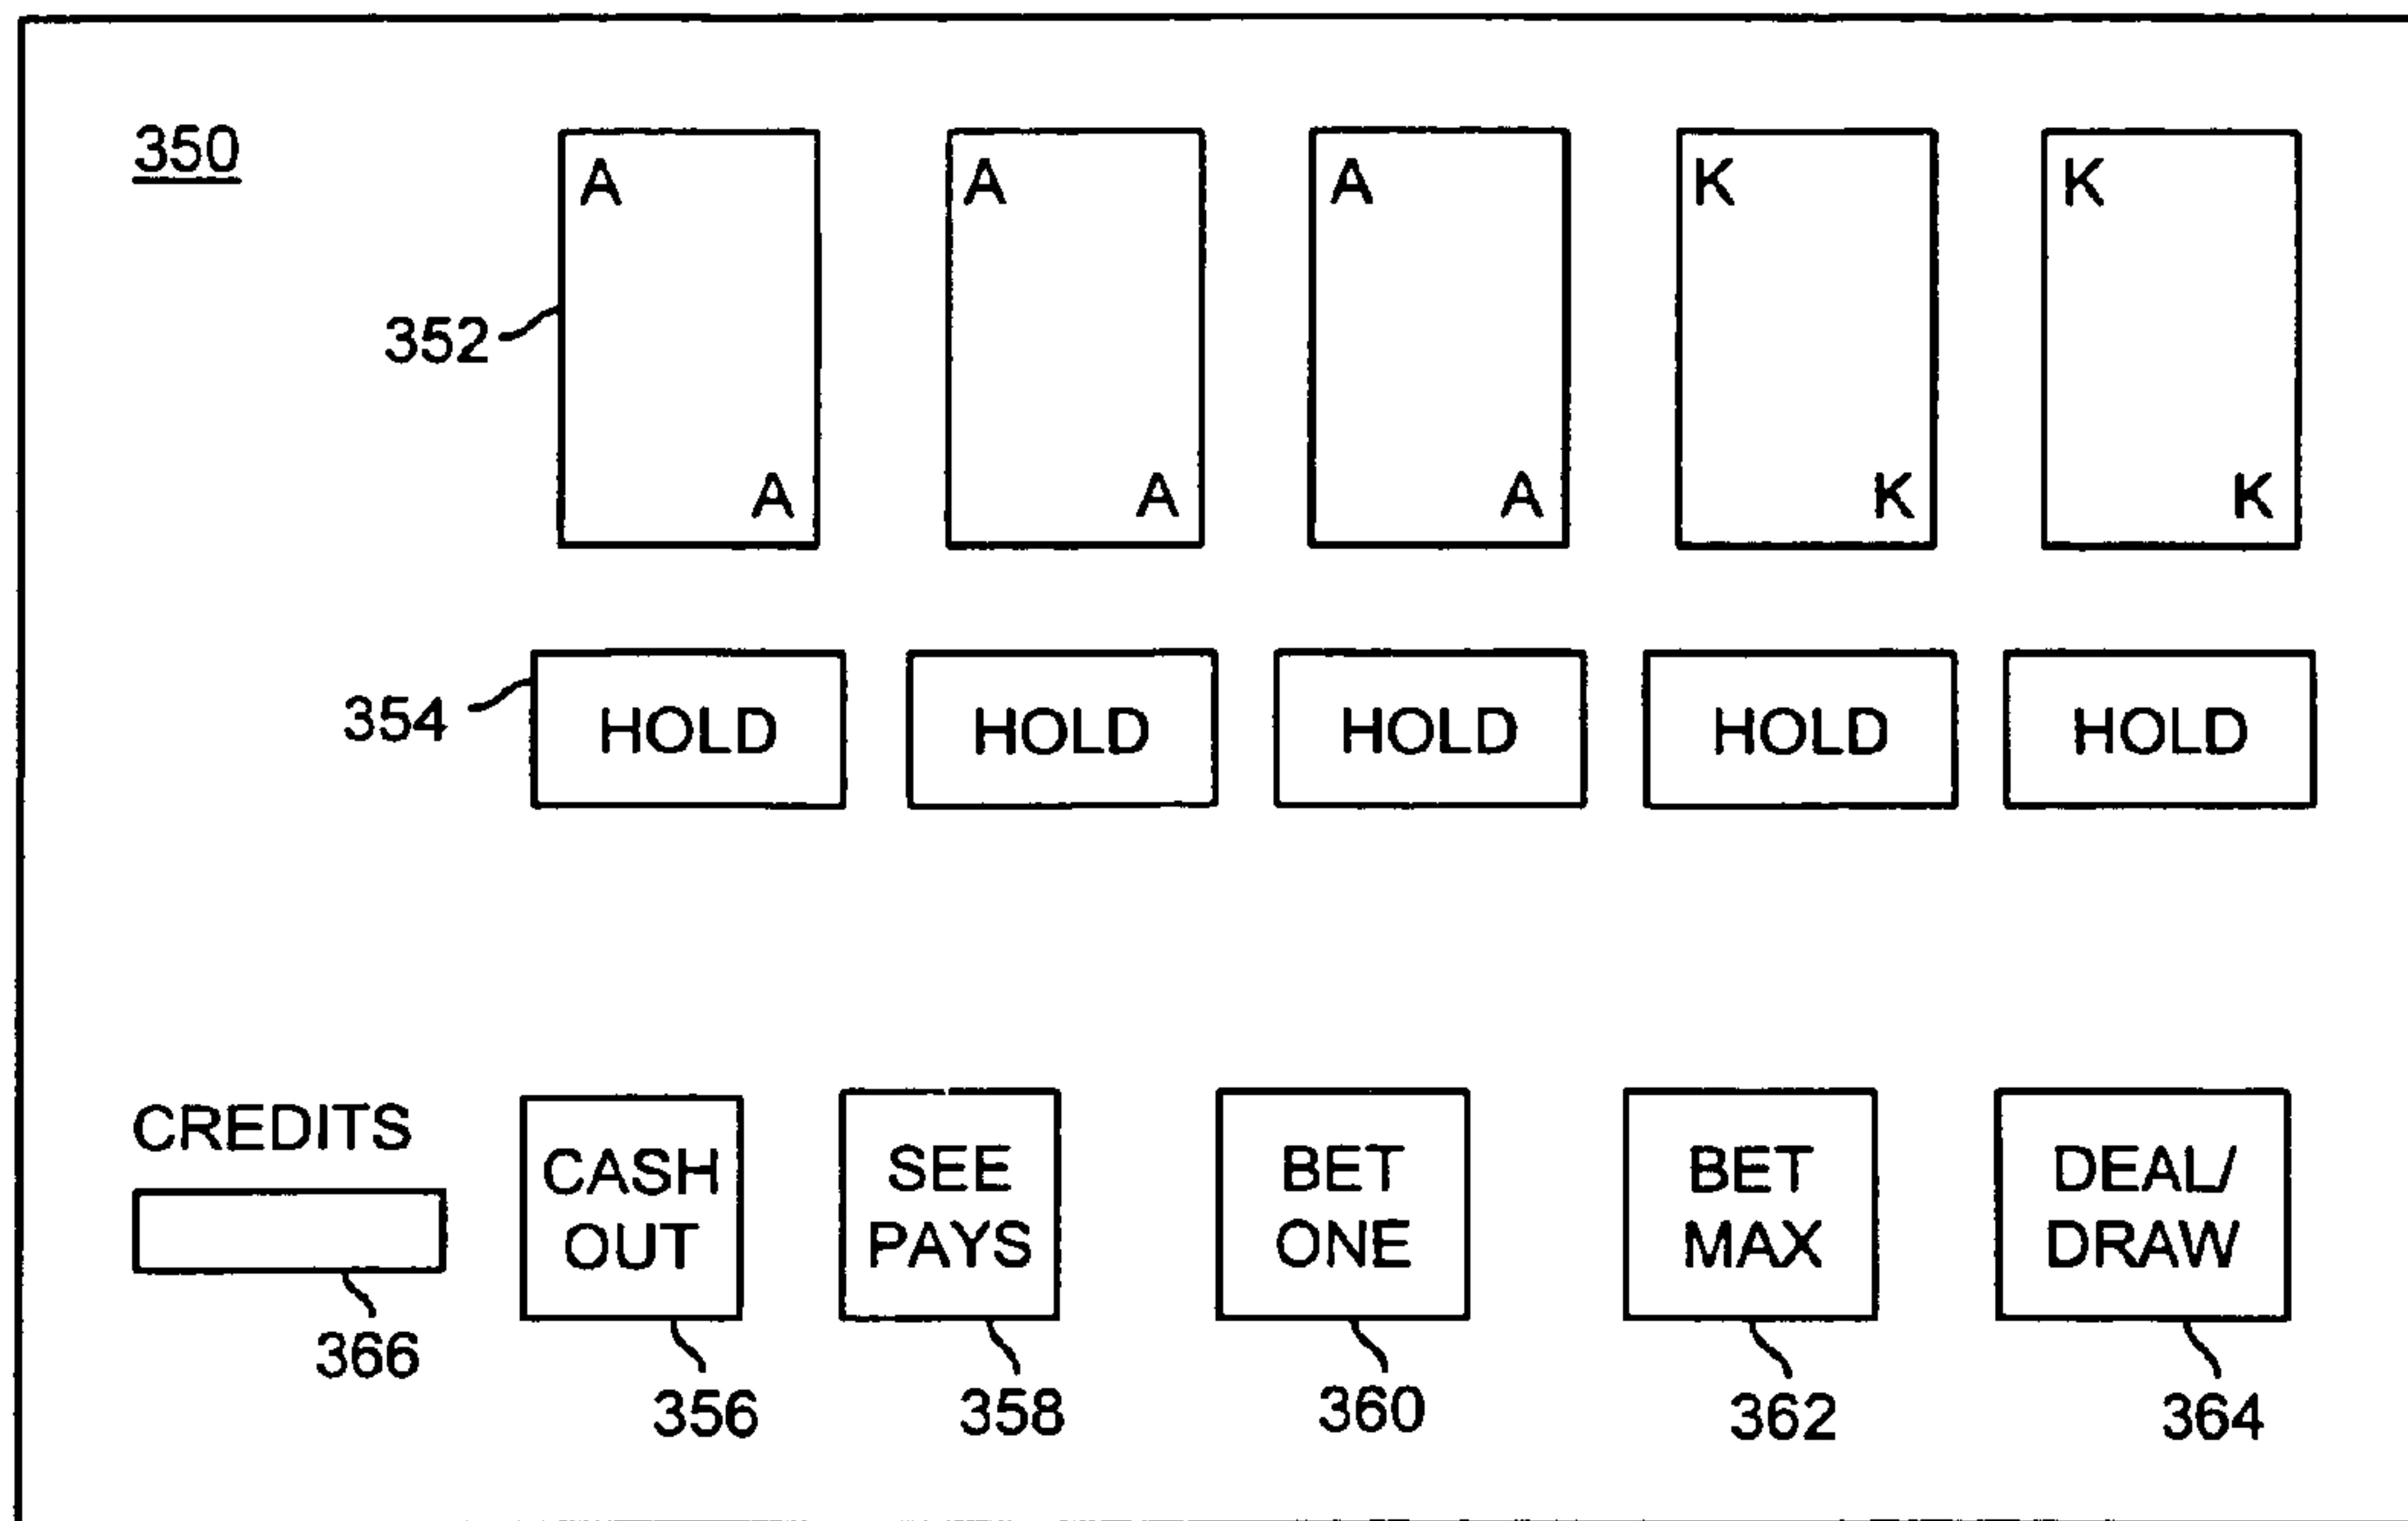 350
A A A K K
352
A A A K K
354
HOLD HOLD HOLD HOLD HOLD
CREDITS
366
CASH
OUT
356
SEE
PAYS
358
BET
ONE
360
BET
MAX
362
DEAL/
DRAW
364